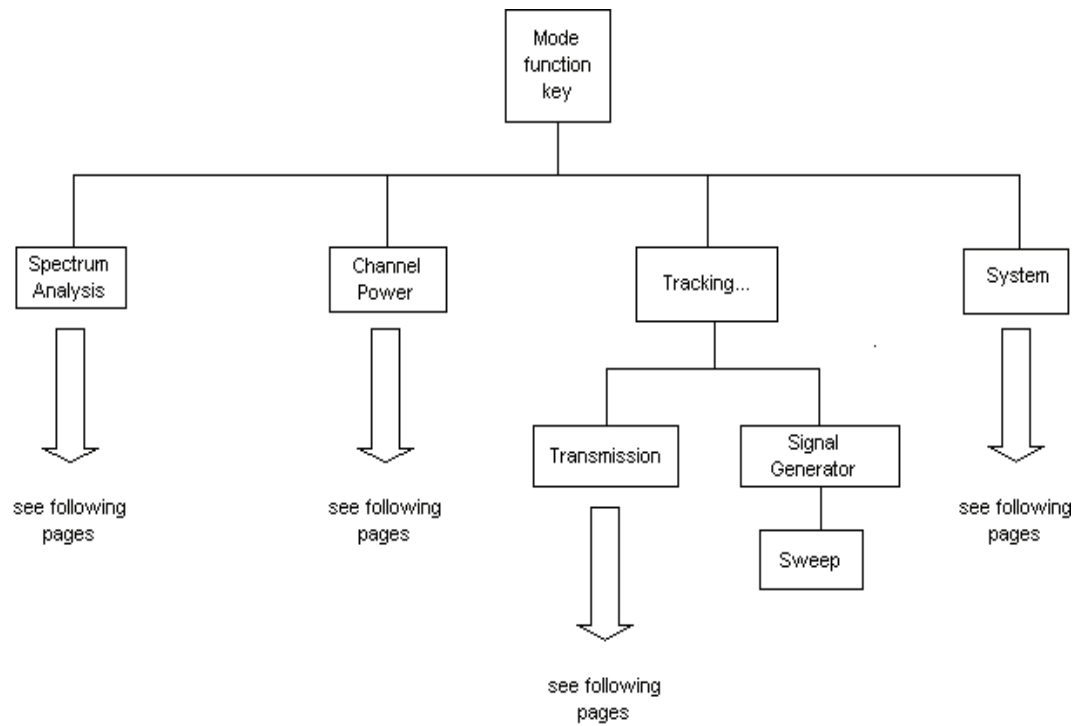 Mode
function
key
Spectrum
Analysis
Channel
Power
Tracking...
System
Transmission
Signal
Generator
Sweep
see following
pages
see following
pages
see following
pages
see following
pages